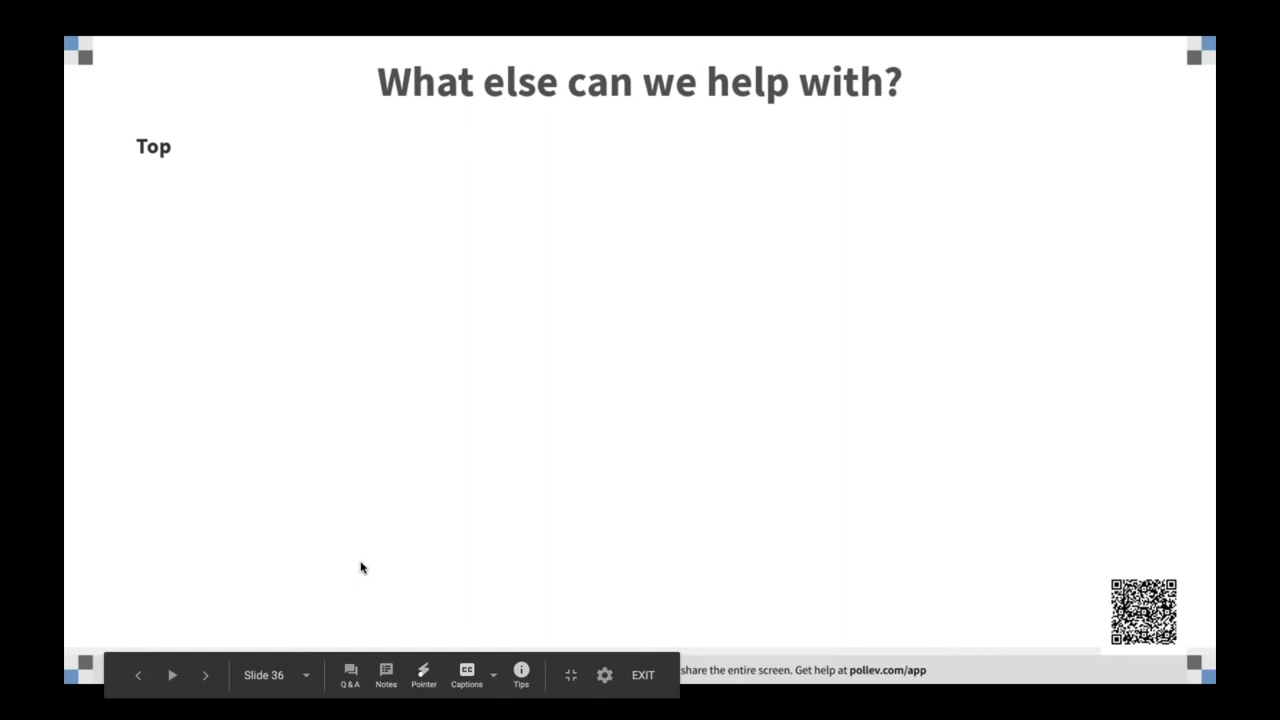 What else can we help with?
Top
Slide 36
Q & A
Notes
Pointer
CC
Captions
Tips
EXIT
share the entire screen. Get help at pollev.com/app